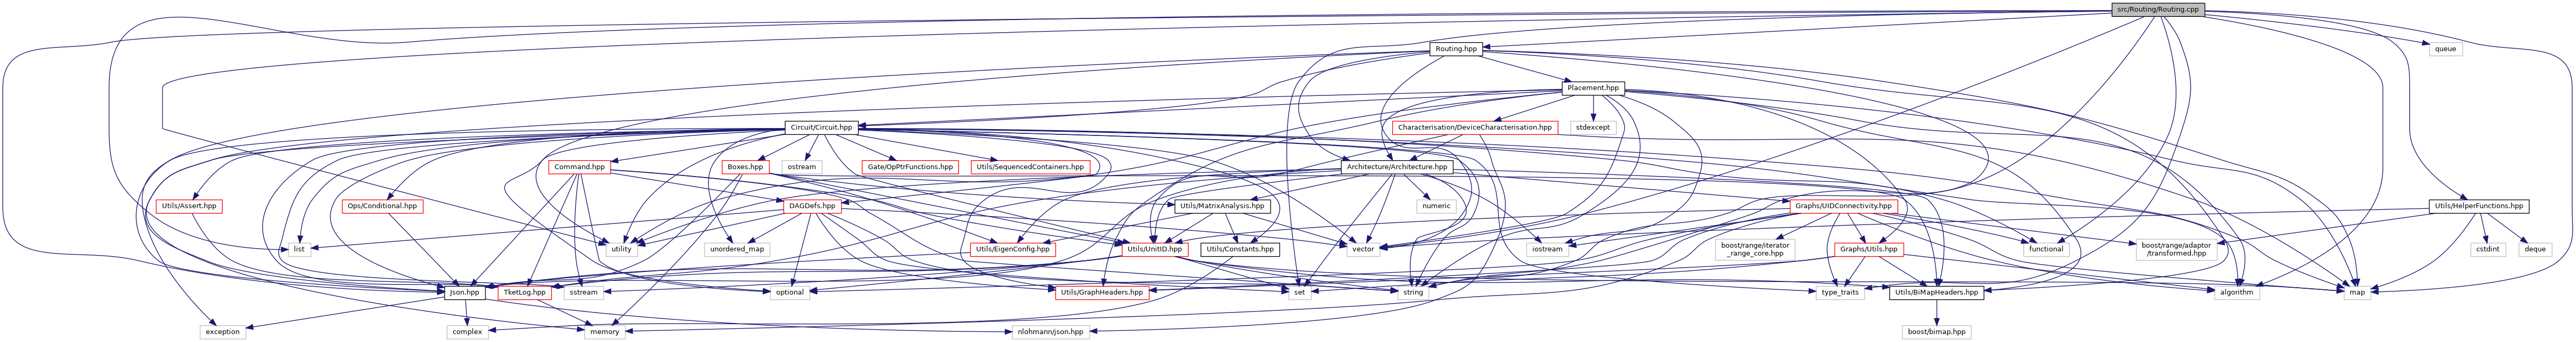 src/Routing/Routing.cpp
Routing.hpp
queue
Placement.hpp
Circuit/Circuit.hpp
Characterisation/DeviceCharacterisation.hpp
stdexcept
Command.hpp
Boxes.hpp
ostream
Gate/OpPtrFunctions.hpp
Utils/SequencedContainers.hpp
Architecture/Architecture.hpp
Utils/Assert.hpp
Ops/Conditional.hpp
DAGDefs.hpp
Utils/MatrixAnalysis.hpp
numeric
Graphs/UIDConnectivity.hpp
Utils/HelperFunctions.hpp
list
utility
unordered_map
Utils/EigenConfig.hpp
Utils/UnitID.hpp
Utils/Constants.hpp
vector
iostream
boost/range/iterator
_range_core.hpp
Graphs/Utils.hpp
functional
boost/range/adaptor
/transformed.hpp
cstdint
deque
Json.hpp
TketLog.hpp
sstream
optional
Utils/GraphHeaders.hpp
set
string
type_traits
Utils/BiMapHeaders.hpp
algorithm
map
exception
complex
memory
nlohmann/json.hpp
boost/bimap.hpp